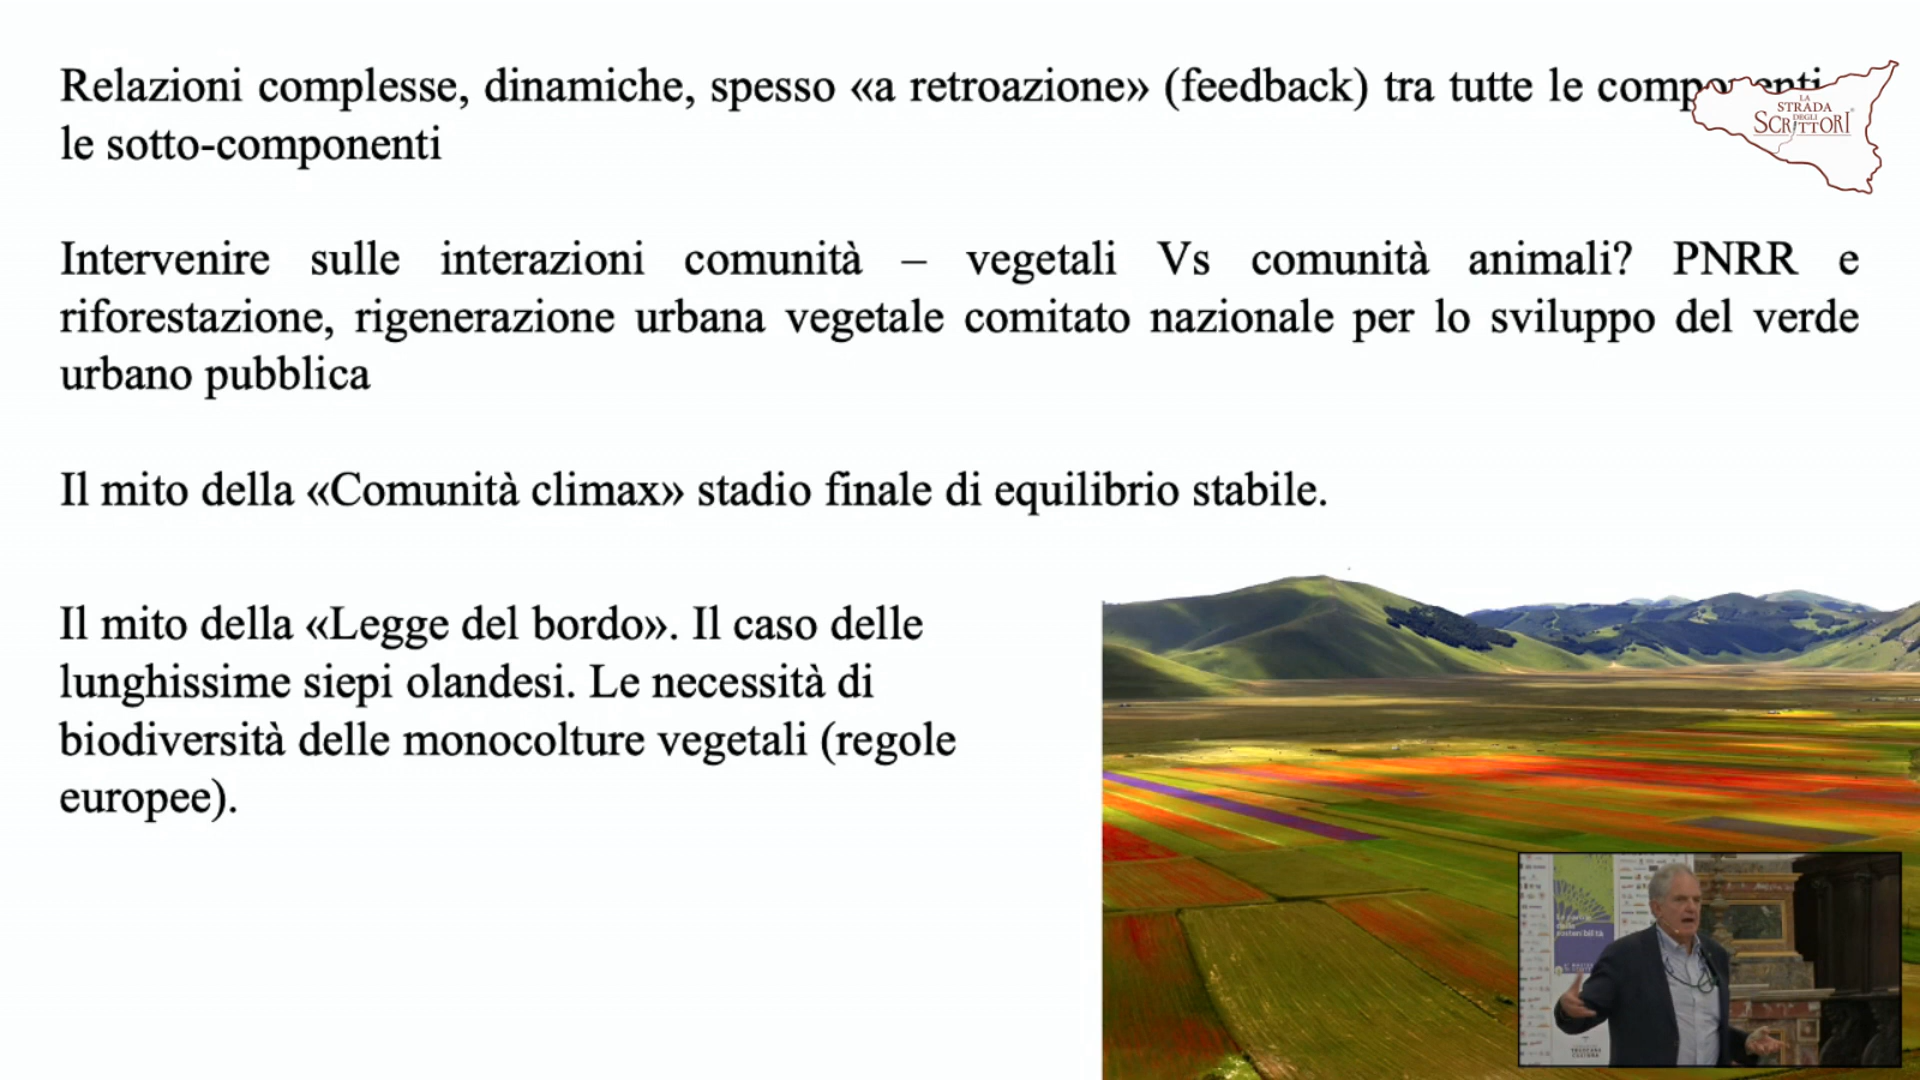 Relazioni complesse, dinamiche, spesso «a retroazione» (feedback) tra tutte le componenti
le sotto-componenti
LA
STRADA
DEGLI
SCRITTORI
Intervenire sulle interazioni comunità – vegetali Vs comunità animali? PNRR e
riforestazione, rigenerazione urbana vegetale comitato nazionale per lo sviluppo del verde
urbano pubblica
Il mito della «Comunità climax» stadio finale di equilibrio stabile.
Il mito della «Legge del bordo». Il caso delle
lunghissime siepi olandesi. Le necessità di
biodiversità delle monocolture vegetali (regole
europee).
delle
sostenibilità